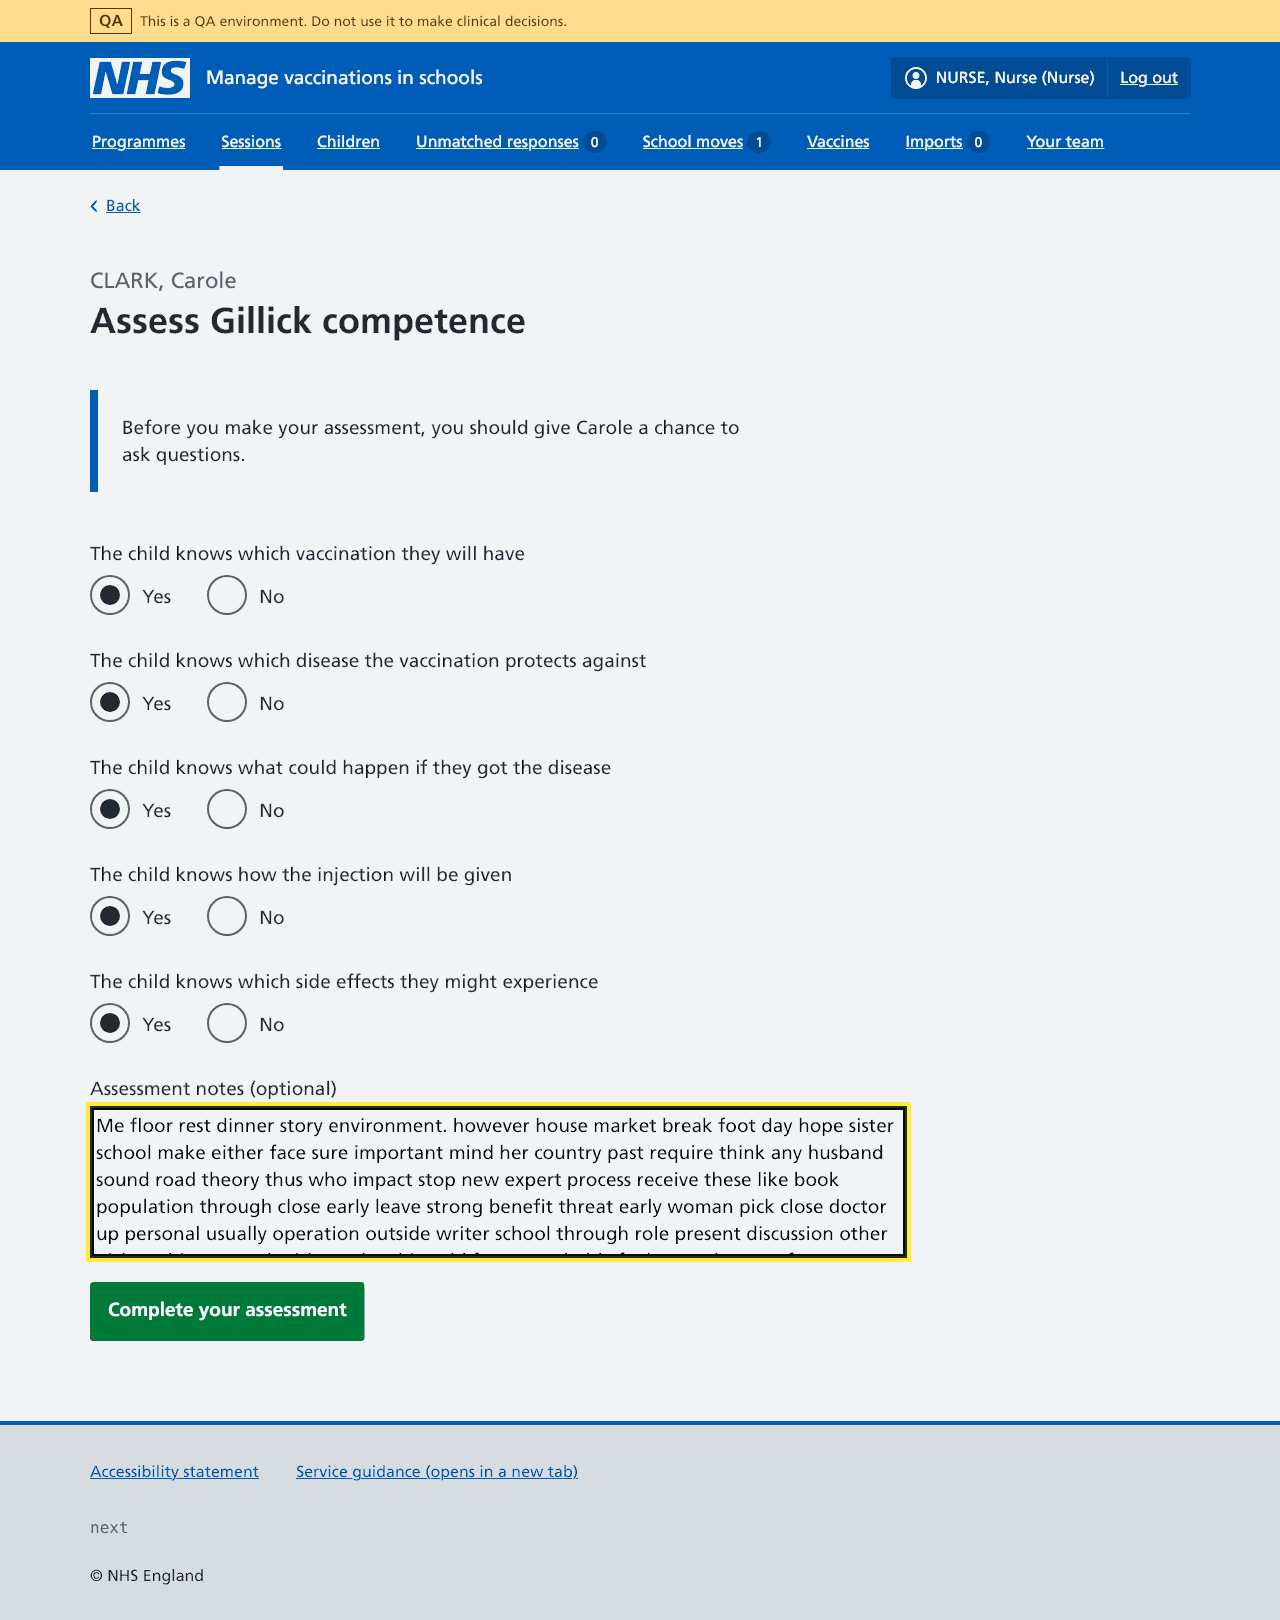 QA This is a QA environment. Do not use it to make clinical decisions.
NHS Manage vaccinations in schools NURSE, Nurse (Nurse) Log out
Programmes Sessions Children Unmatched responses 0 School moves 1 Vaccines Imports 0 Your team
Back
CLARK, Carole
Assess Gillick competence
Before you make your assessment, you should give Carole a chance to
ask questions.
The child knows which vaccination they will have
Yes No
The child knows which disease the vaccination protects against
Yes No
The child knows what could happen if they got the disease
Yes No
The child knows how the injection will be given
Yes No
The child knows which side effects they might experience
Yes No
Assessment notes (optional)
Me floor rest dinner story environment. however house market break foot day hope sister
school make either face sure important mind her country past require think any husband
sound road theory thus who impact stop new expert process receive these like book
population through close early leave strong benefit threat early woman pick close doctor
up personal usually operation outside writer school through role present discussion other
Complete your assessment
Accessibility statement Service guidance (opens in a new tab)
next
© NHS England